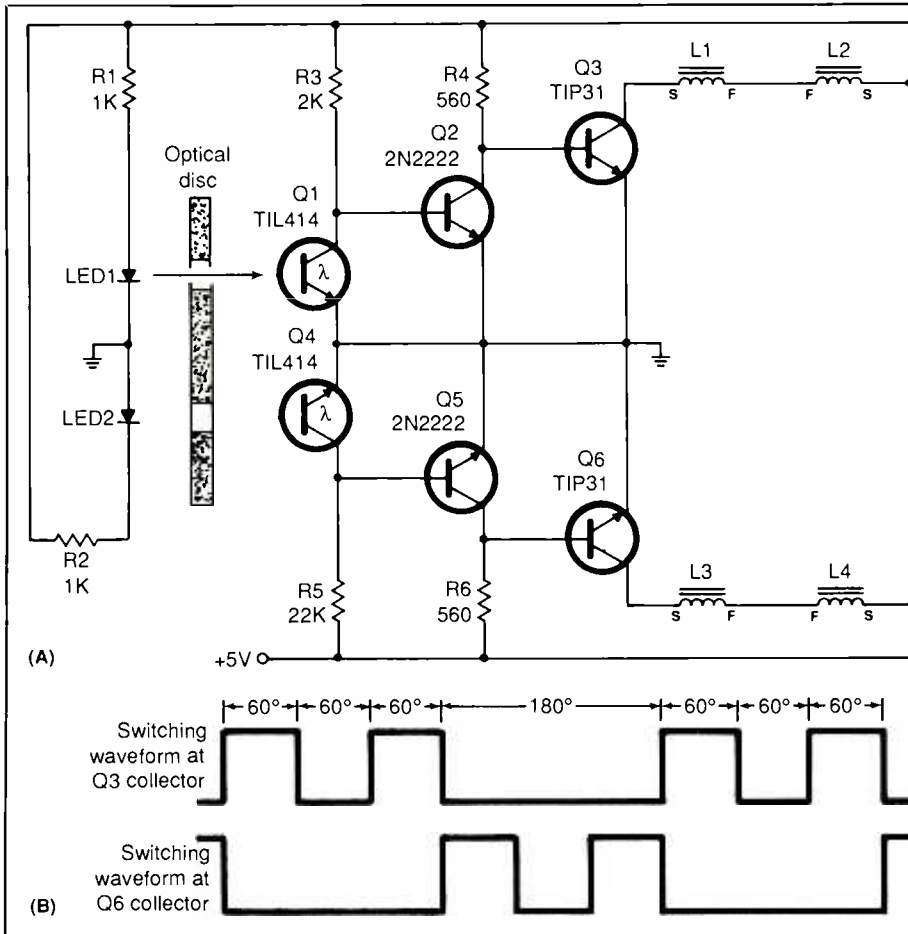 R1
1K
Optical
disc
LED1
LED2
R2
1K
R3
2K
Q1
TIL414
λ
Q4
TIL414
λ
R5
22K
R4
560
Q2
2N2222
Q5
2N2222
R6
560
Q3
TIP31
Q6
TIP31
L1
S F
L2
F S
L3
S F
L4
F S
+5V
(A)
60° 60° 60° 180° 60° 60° 60°
Switching
waveform at
Q3 collector
Switching
waveform at
Q6 collector
(B)